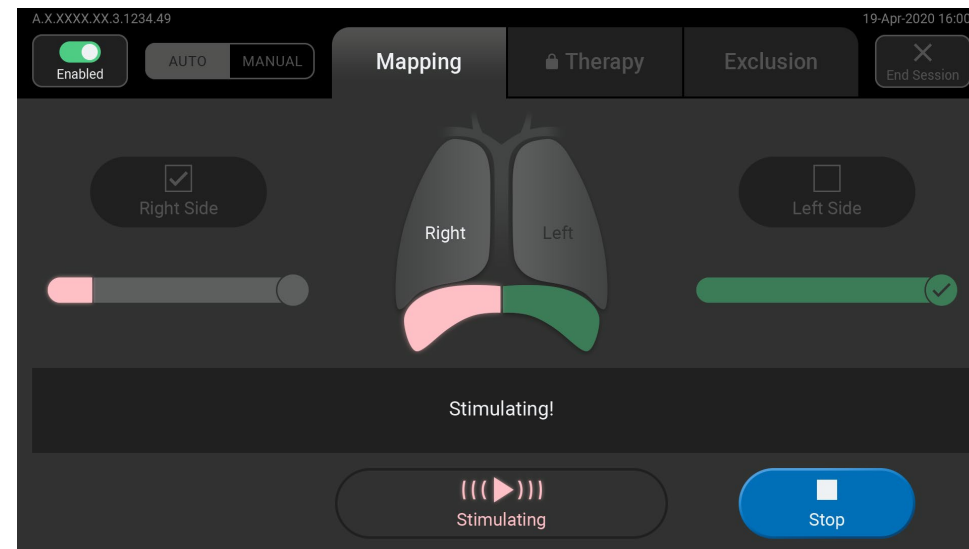 A.X.XXXX.XX.3.1234.49
19-Apr-2020 16:00
Enabled
AUTO MANUAL
Mapping
Therapy
Exclusion
End Session
Right Side
Left Side
Right
Left
Stimulating!
Stimulating
Stop